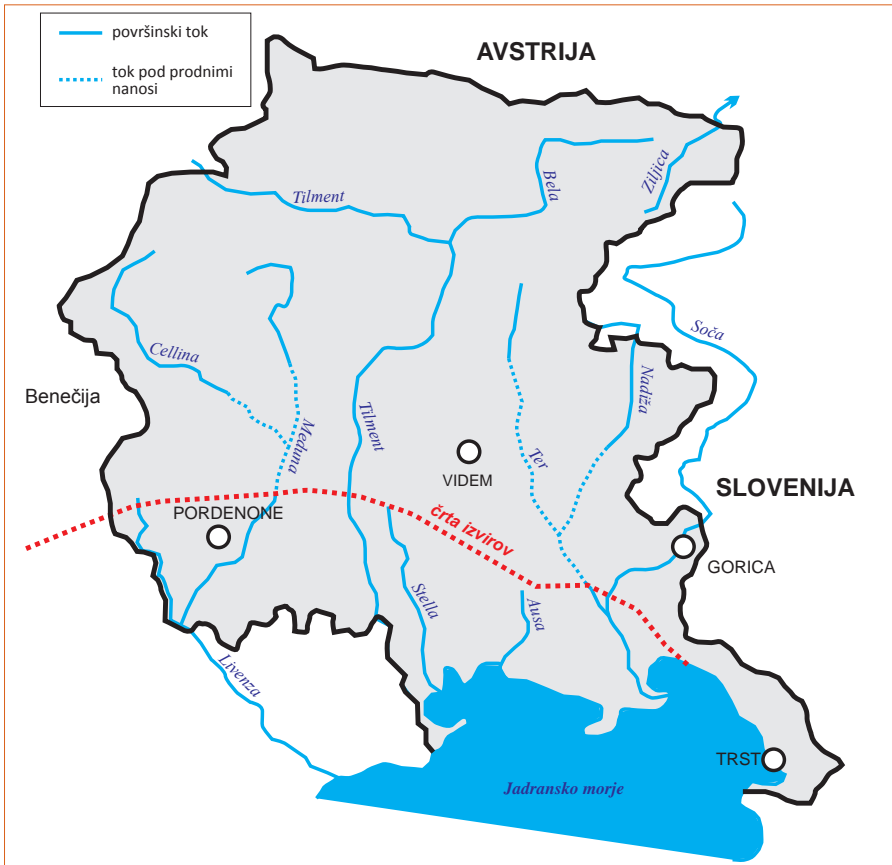 površinski tok
tok pod prodnimi
nanosi
AVSTRIJA
Ziljica
Bela
Tilment
Soča
Cellina
Nadiža
Benečija
Meduna
Tilment
Ter
VIDEM
SLOVENIJA
PORDENONE
črta izvirov
GORICA
Stella
Ausa
Livenza
TRST
Jadransko morje